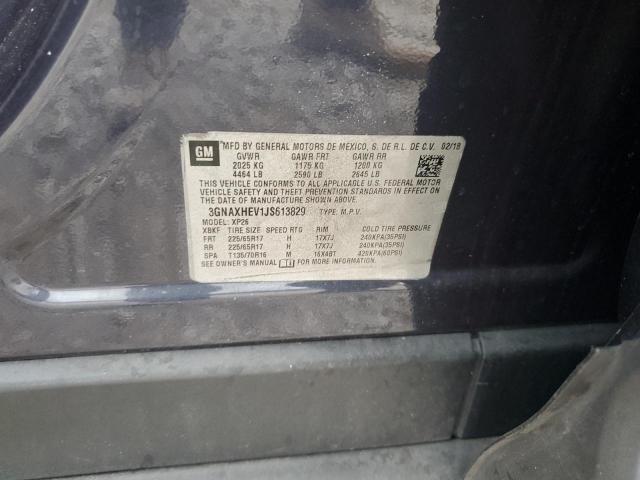 GM
MFD BY GENERAL MOTORS DE MÉXICO, S. DE R.L. DE C.V. 02/18
GVWR GAWR FRT GAWR RR
2025 KG 1175 KG 1200 KG
4464 LB 2590 LB 2645 LB
THIS VEHICLE CONFORMS TO ALL APPLICABLE U.S. FEDERAL MOTOR
VEHICLE SAFETY AND THEFT PREVENTION STANDARDS IN EFFECT ON THE
DATE OF MANUFACTURE SHOWN ABOVE.
3GNAXHEV1JS613829 TYPE: M.P.V.
MODEL: XP26
XBKF TIRE SIZE SPEED RTG RIM COLD TIRE PRESSURE
FRT 225/65R17 H 17X7J 240KPA(35PSI)
RR 225/65R17 H 17X7J 240KPA(35PSI)
SPA T135/70R16 M 16X4BT 420KPA(60PSI)
SEE OWNER'S MANUAL FOR MORE INFORMATION.